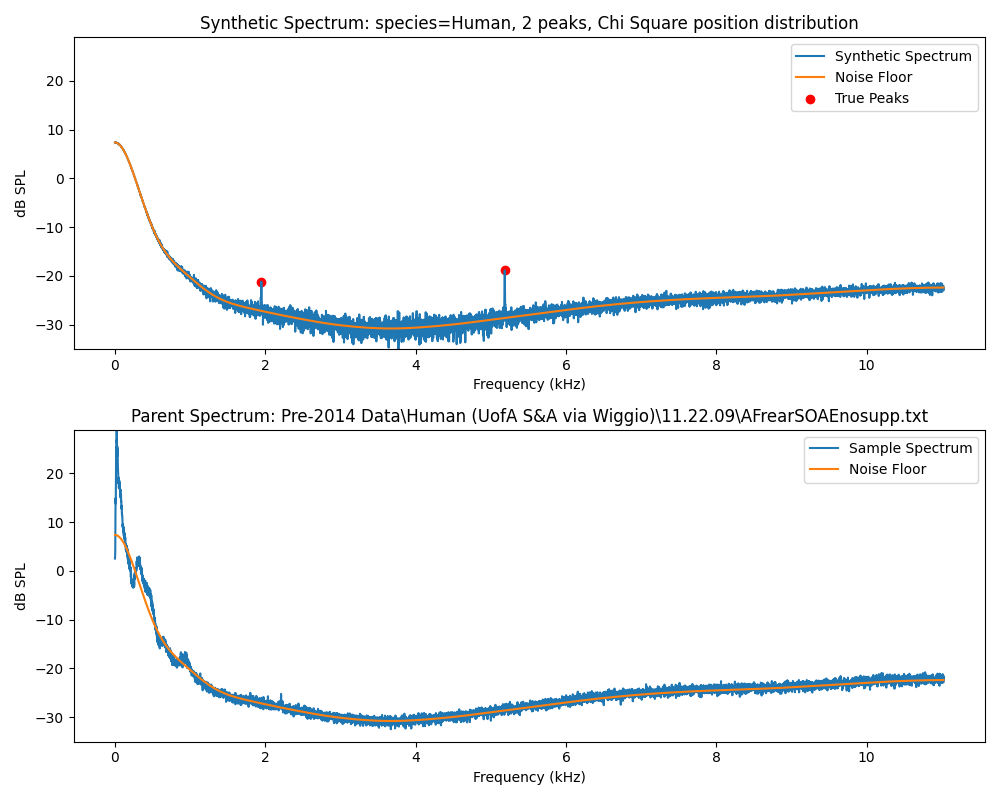 Synthetic Spectrum: species=Human, 2 peaks, Chi Square position distribution
Synthetic Spectrum
Noise Floor
True Peaks
dB SPL
20
10
0
−10
−20
−30
0 2 4 6 8 10
Frequency (kHz)
Parent Spectrum: Pre-2014 Data\Human (UofA S&A via Wiggio)\11.22.09\AFrearSOAEnosupp.txt
Sample Spectrum
Noise Floor
dB SPL
20
10
0
−10
−20
−30
0 2 4 6 8 10
Frequency (kHz)